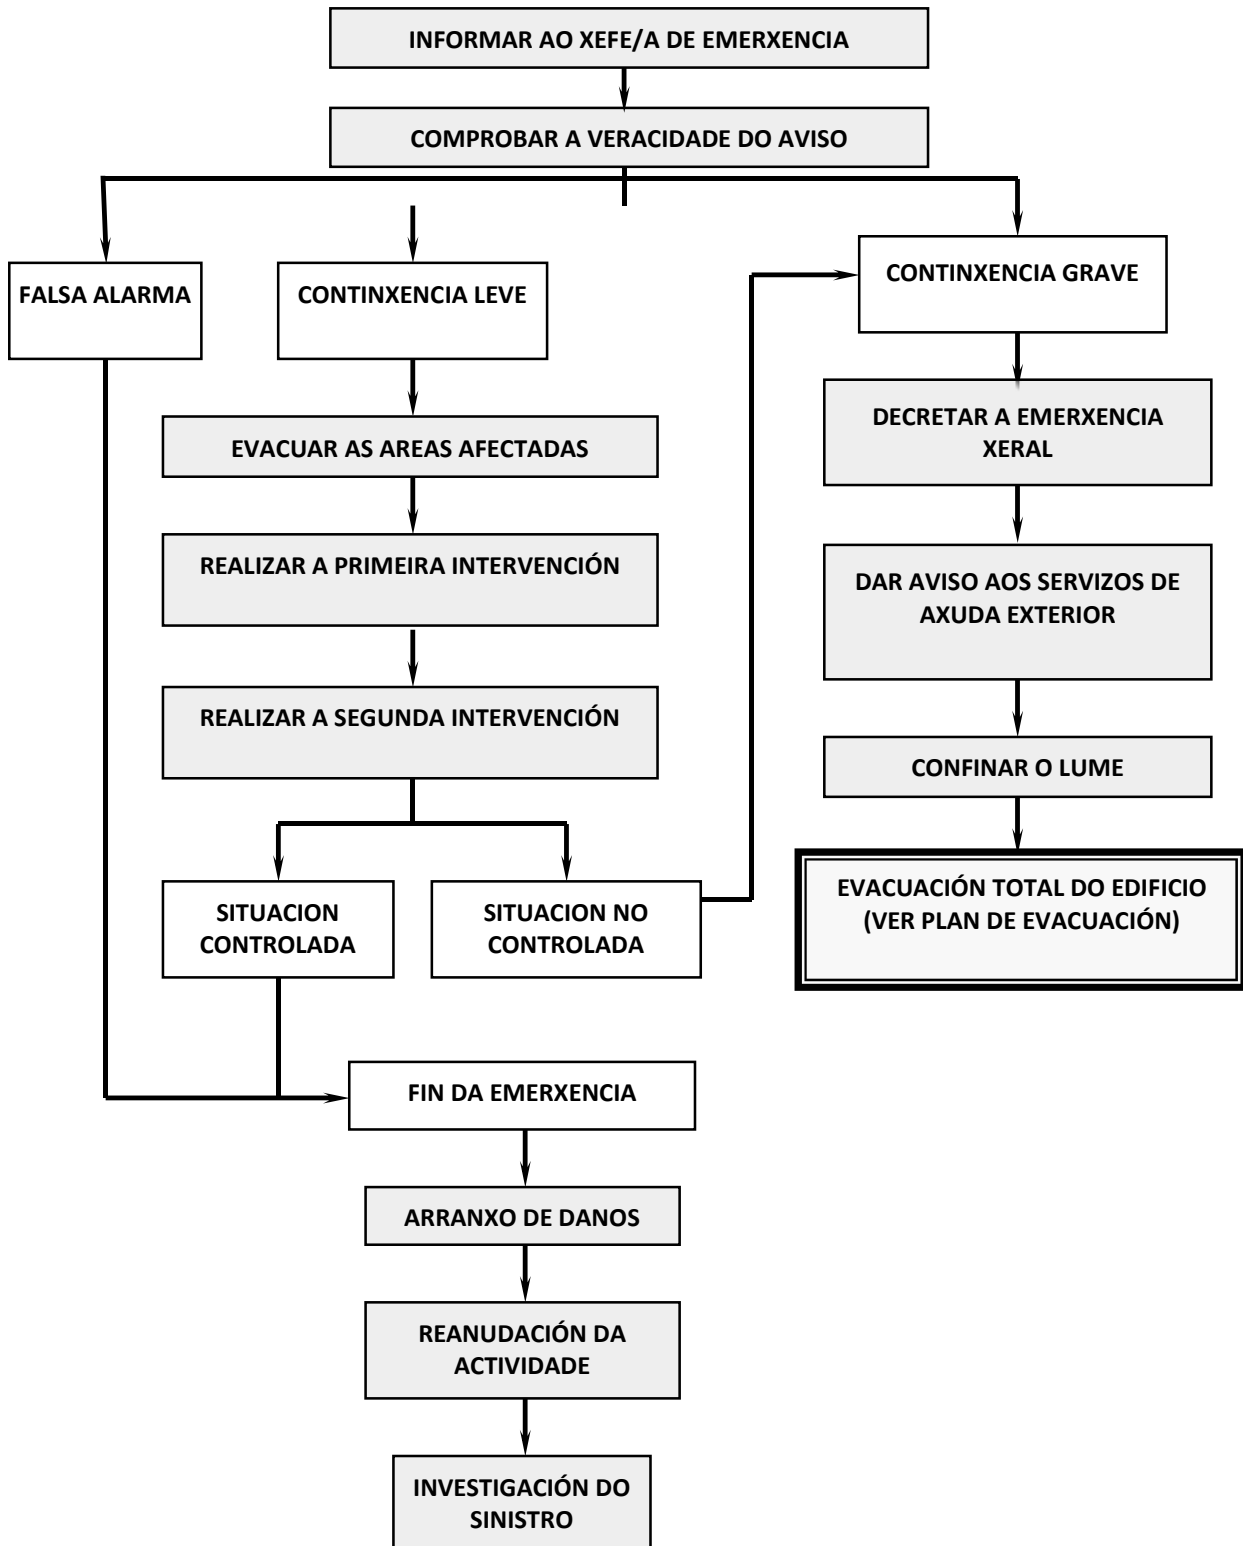 INFORMAR AO XEFE/A DE EMERXENCIA
COMPROBAR A VERACIDADE DO AVISO
FALSA ALARMA
CONTINXENCIA LEVE
CONTINXENCIA GRAVE
EVACUAR AS AREAS AFECTADAS
REALIZAR A PRIMEIRA INTERVENCIÓN
REALIZAR A SEGUNDA INTERVENCIÓN
SITUACION
CONTROLADA
SITUACION NO
CONTROLADA
DECRETAR A EMERXENCIA
XERAL
DAR AVISO AOS SERVIZOS DE
AXUDA EXTERIOR
CONFINAR O LUME
EVACUACIÓN TOTAL DO EDIFICIO
(VER PLAN DE EVACUACIÓN)
FIN DA EMERXENCIA
ARRANXO DE DANOS
REANUDACIÓN DA
ACTIVIDADE
INVESTIGACIÓN DO
SINISTRO